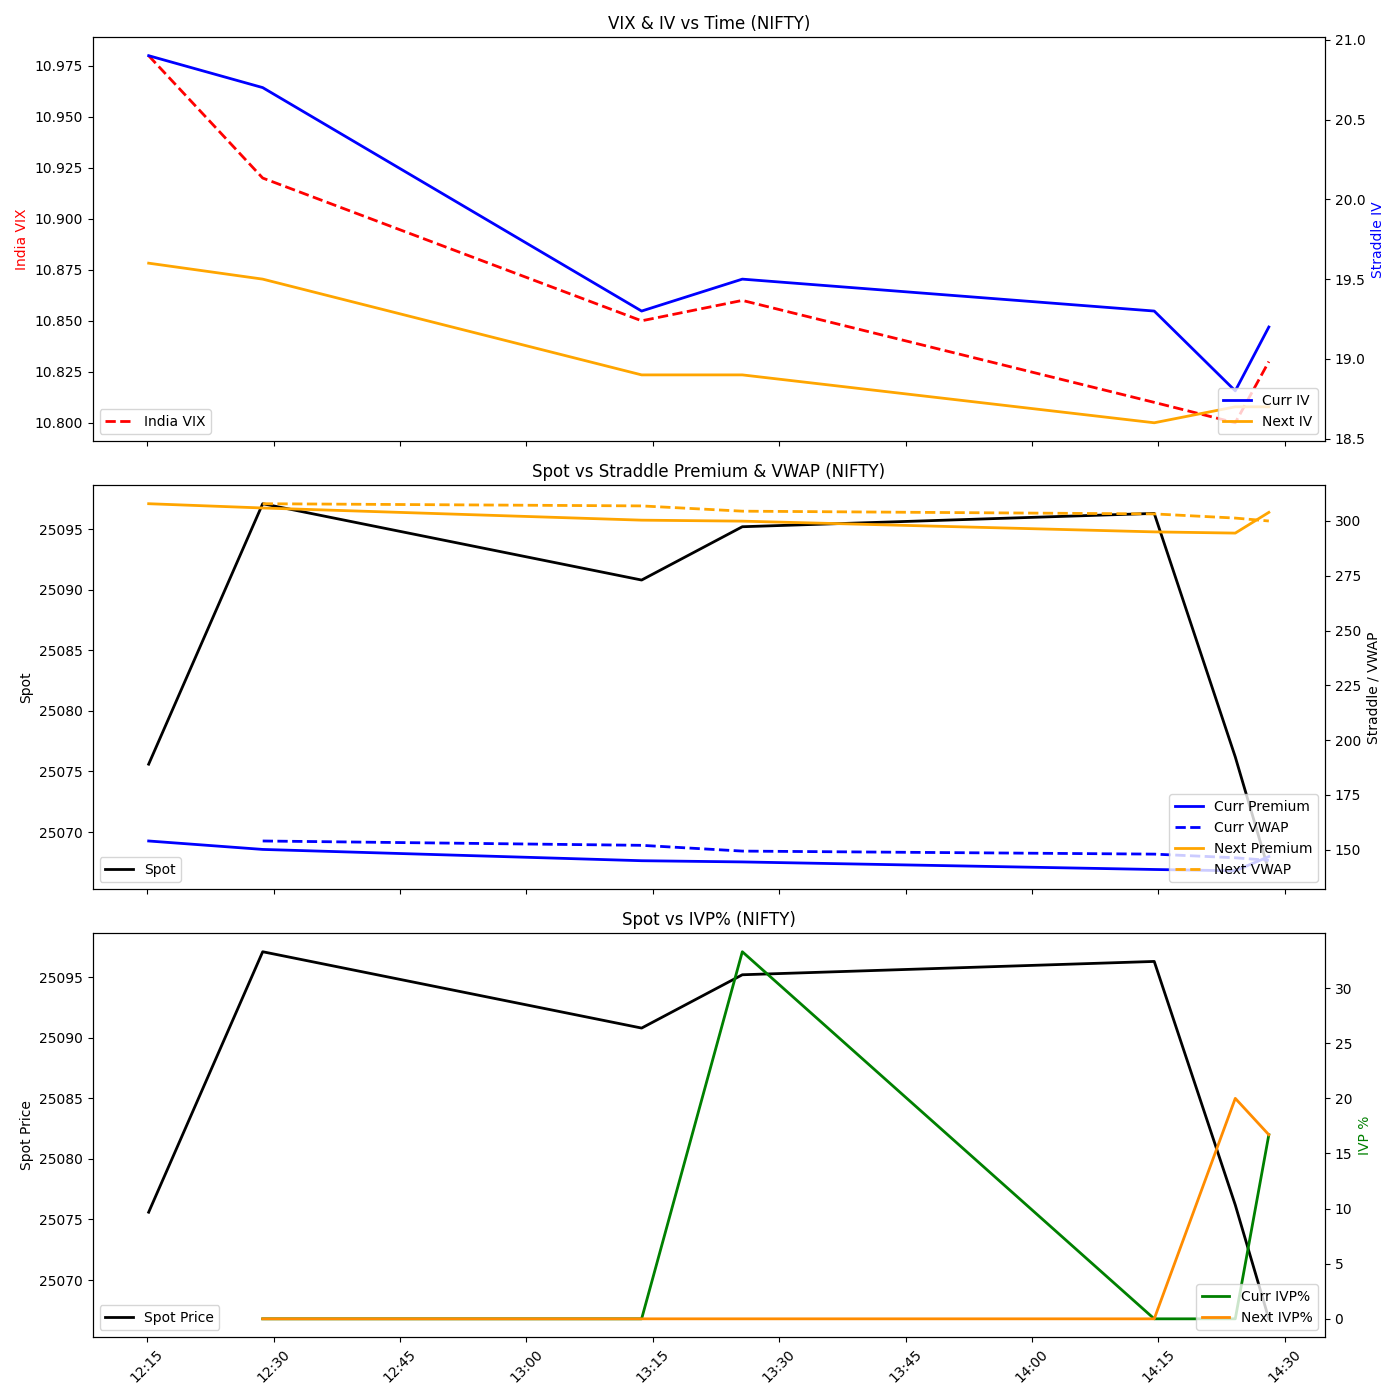 VIX & IV vs Time (NIFTY)
10.975
10.950
10.925
10.900
10.875
10.850
10.825
10.800
India VIX
21.0
20.5
20.0
19.5
19.0
18.5
Straddle IV
India VIX
Curr IV
Next IV
Spot vs Straddle Premium & VWAP (NIFTY)
25095
25090
25085
25080
25075
25070
Spot
300
275
250
225
200
175
150
Straddle / VWAP
Spot
Curr Premium
Curr VWAP
Next Premium
Next VWAP
Spot vs IVP% (NIFTY)
25095
25090
25085
25080
25075
25070
Spot Price
30
25
20
15
10
5
0
IVP %
Spot Price
Curr IVP%
Next IVP%
12:15
12:30
12:45
13:00
13:15
13:30
13:45
14:00
14:15
14:30